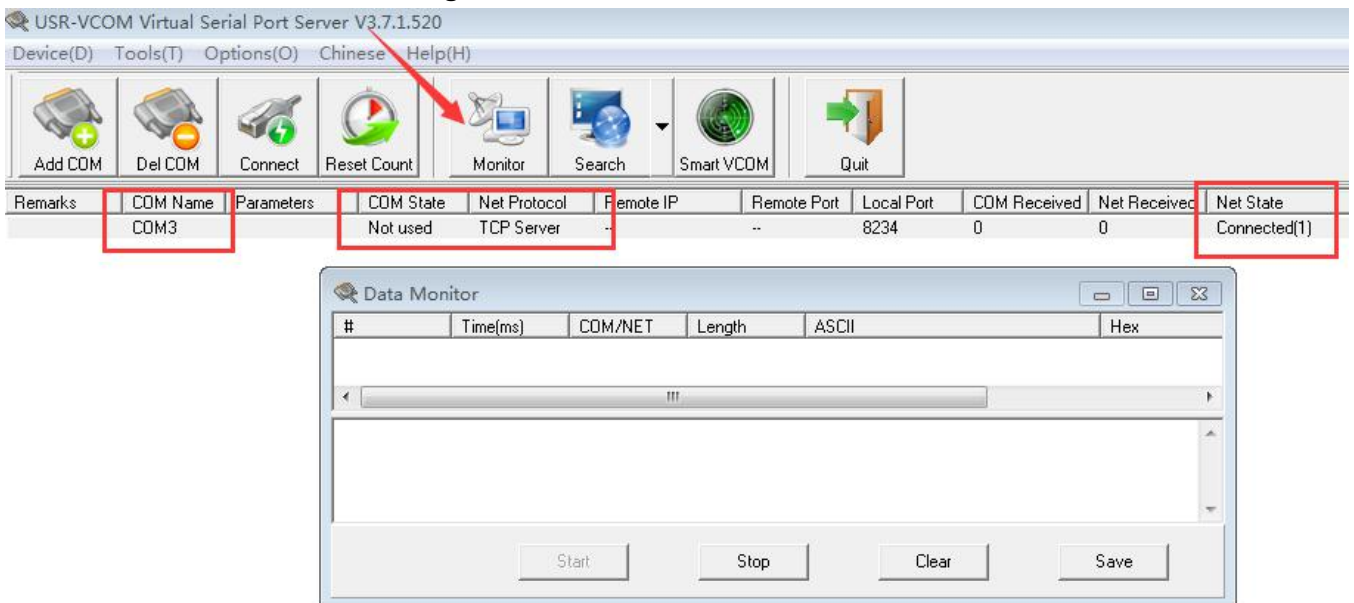 USR-VCOM Virtual Serial Port Server V3.7.1.520
Device(D) Tools(T) Options(O) Chinese Help(H)
Add COM Del COM Connect Reset Count Monitor Search Smart VCOM Quit
Remarks COM Name Parameters COM State Net Protocol Remote IP Remote Port Local Port COM Received Net Received Net State
COM3 Not used TCP Server -- -- 8234 0 0 Connected(1)
Data Monitor
# Time(ms) COM/NET Length ASCII Hex
Start Stop Clear Save